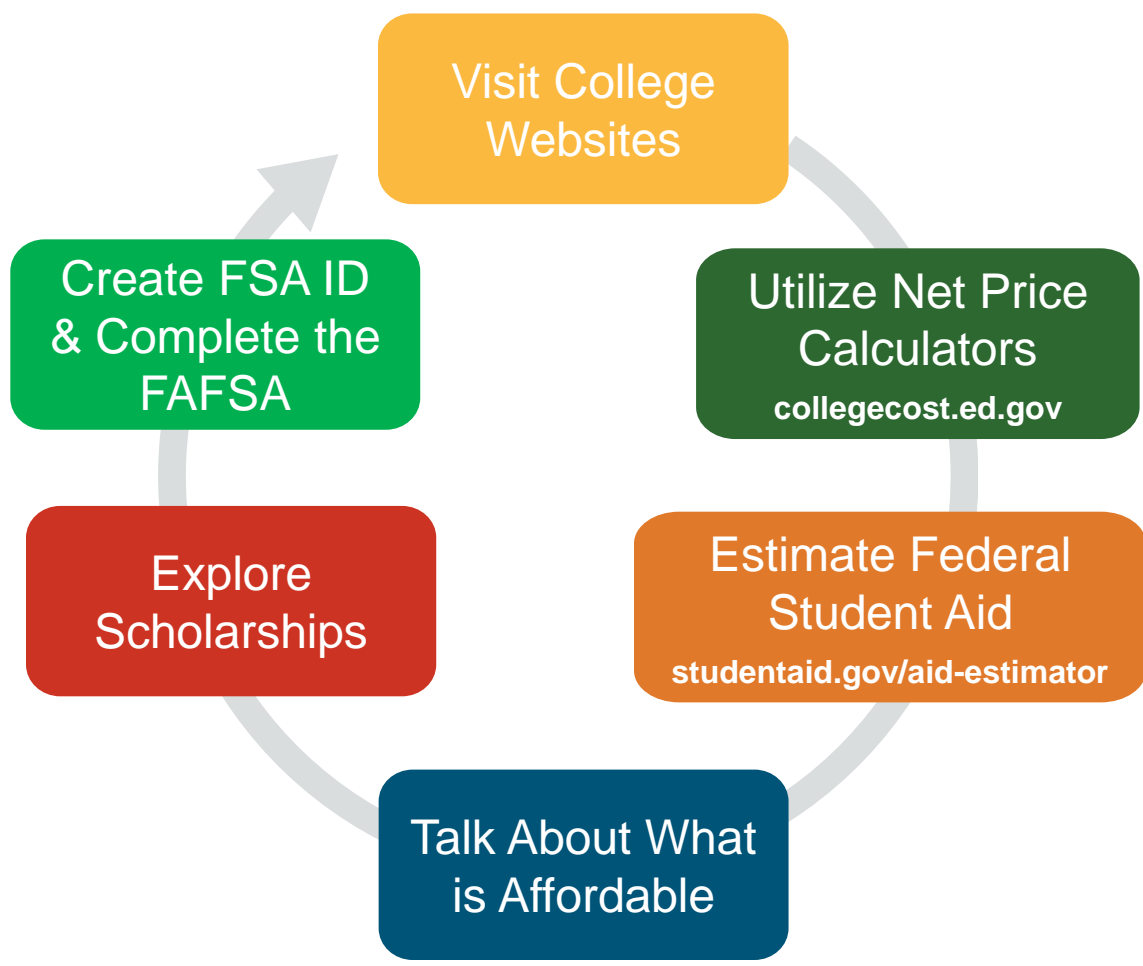 Visit College
Websites
Utilize Net Price
Calculators
collegecost.ed.gov
Estimate Federal
Student Aid
studentaid.gov/aid-estimator
Talk About What
is Affordable
Explore
Scholarships
Create FSA ID
& Complete the
FAFSA